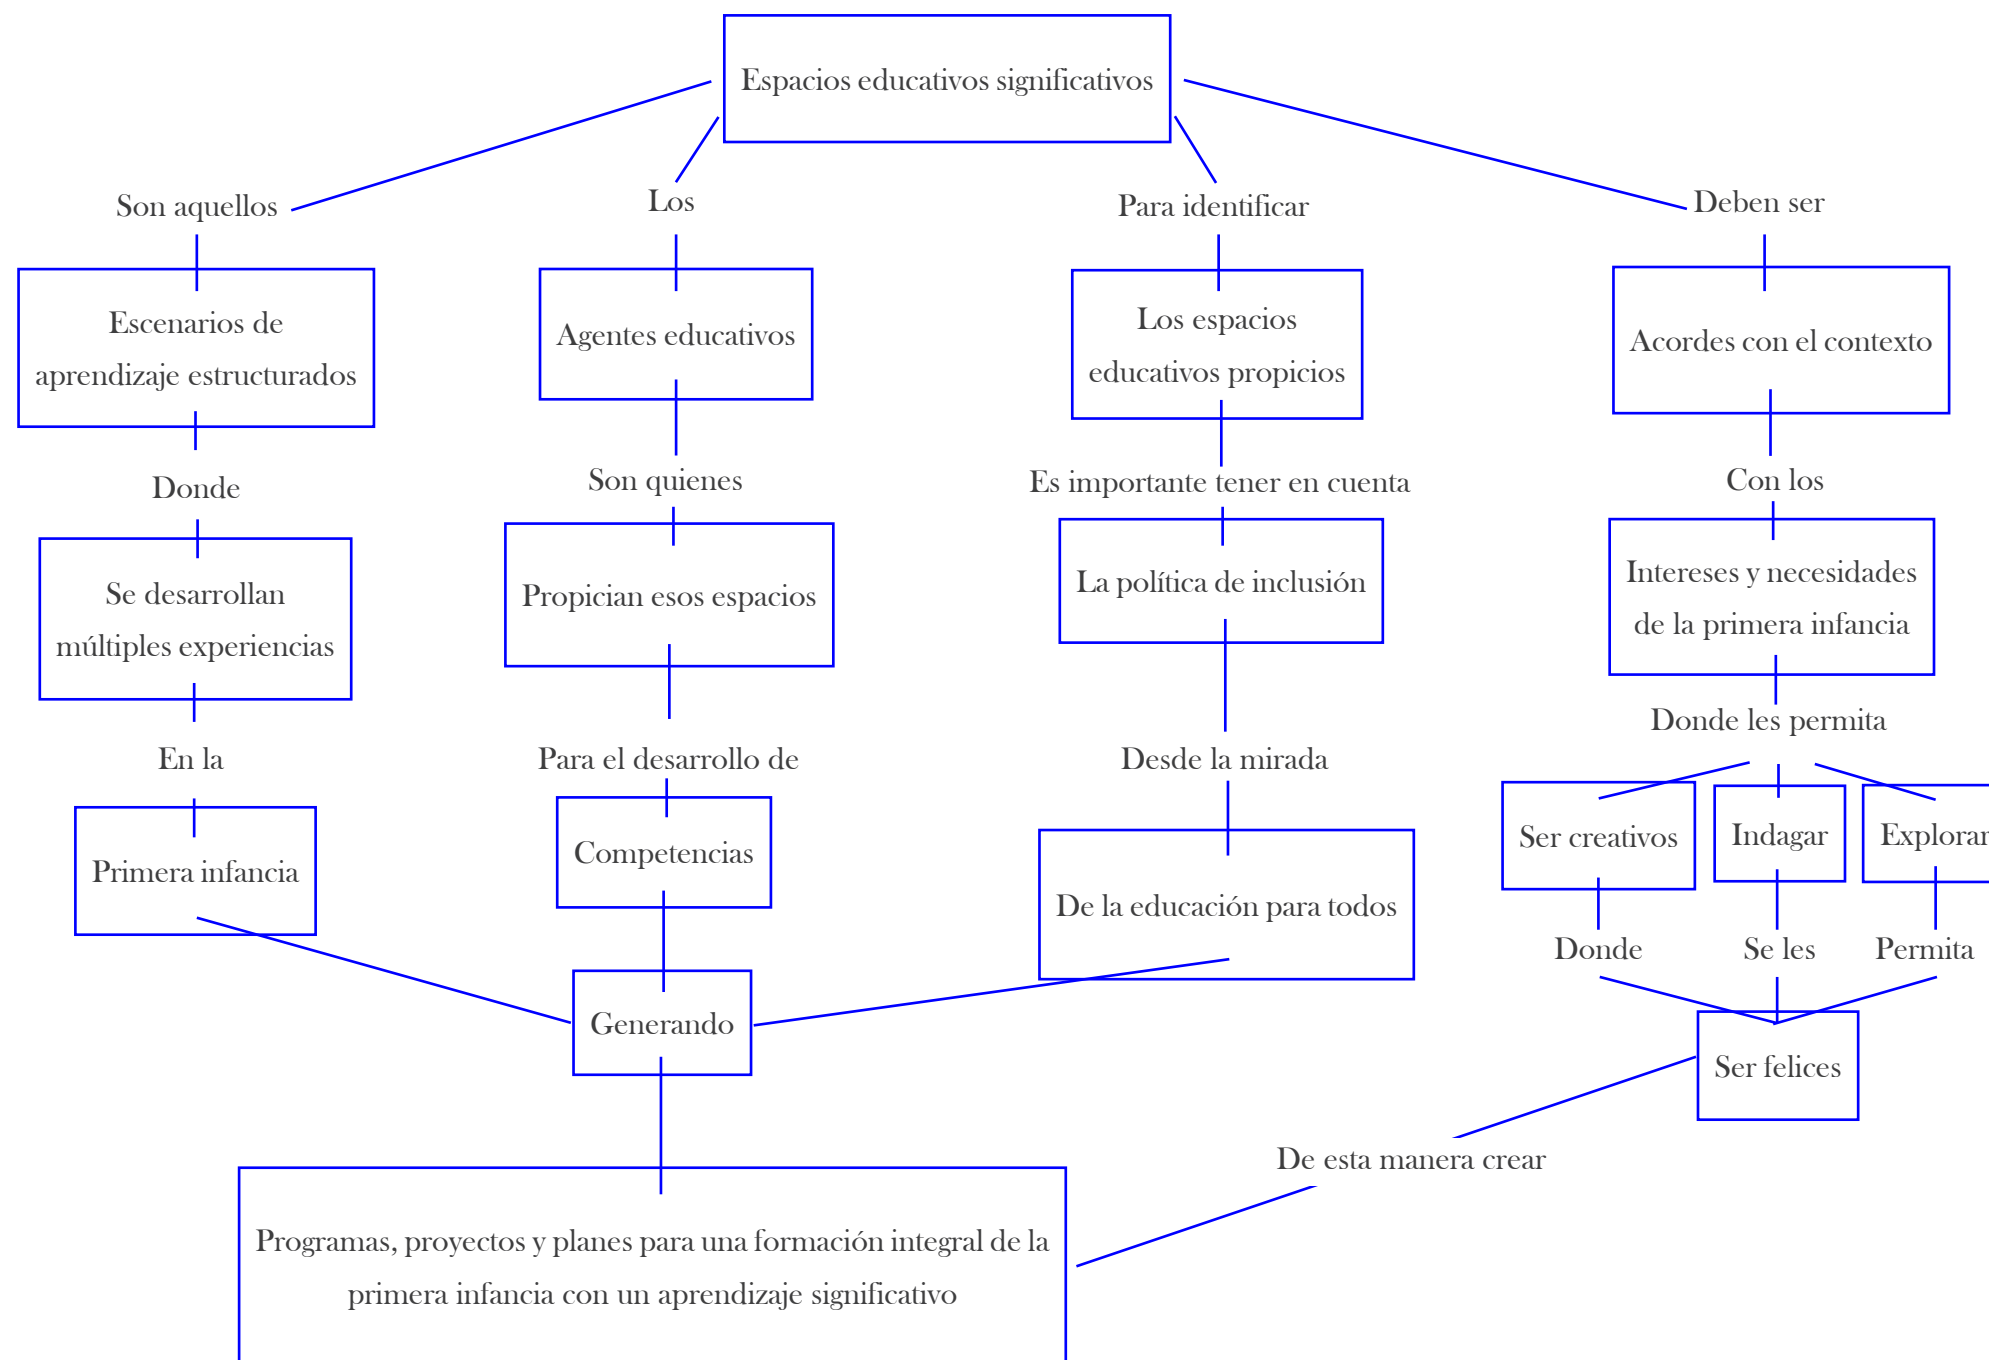 Espacios educativos significativos
Son aquellos
Los
Para identificar
Deben ser
Escenarios de
aprendizaje estructurados
Agentes educativos
Los espacios
educativos propicios
Acordes con el contexto
Donde
Son quienes
Es importante tener en cuenta
Con los
Se desarrollan
múltiples experiencias
Propician esos espacios
La política de inclusión
Intereses y necesidades
de la primera infancia
En la
Para el desarrollo de
Desde la mirada
Donde les permita
Primera infancia
Competencias
De la educación para todos
Ser creativos
Indagar
Explorar
Donde
Se les
Permita
Generando
Ser felices
De esta manera crear
Programas, proyectos y planes para una formación integral de la
primera infancia con un aprendizaje significativo